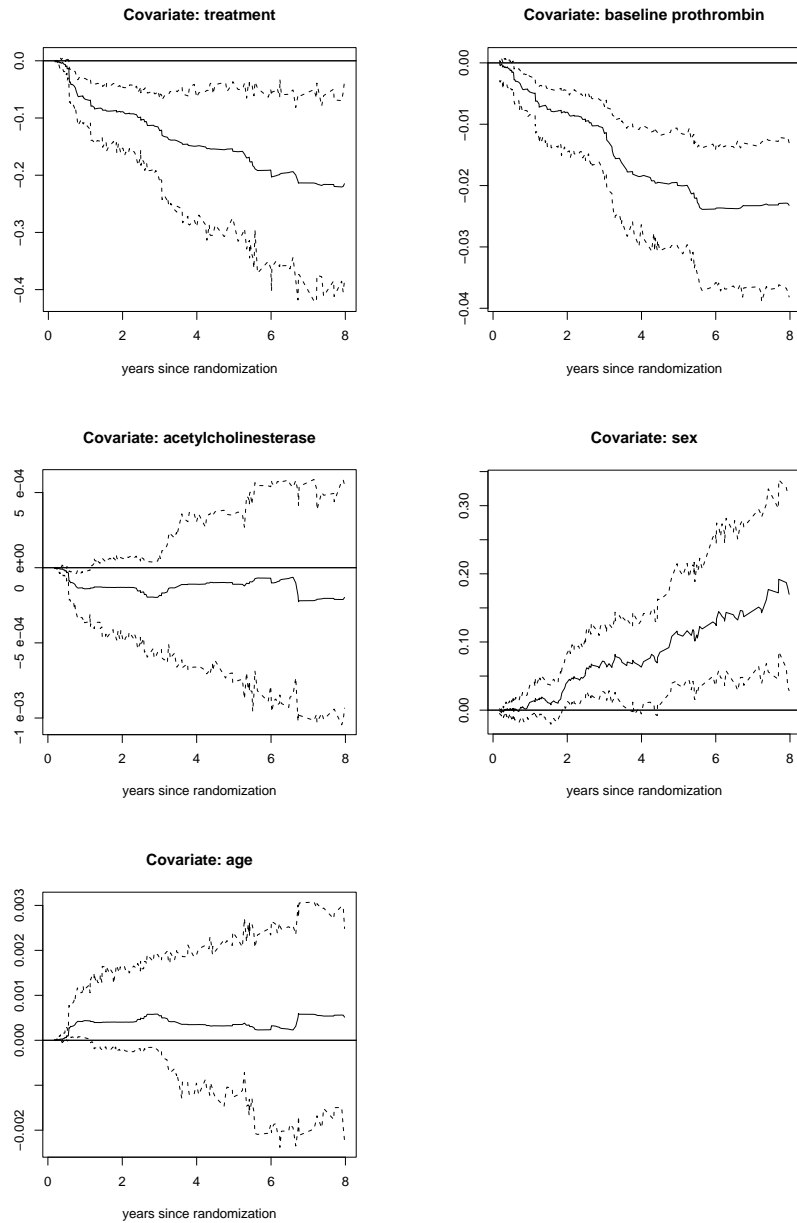 Covariate: treatment
0.0
−0.1
−0.2
−0.3
−0.4
0 2 4 6 8
years since randomization
Covariate: baseline prothrombin
0.00
−0.01
−0.02
−0.03
−0.04
0 2 4 6 8
years since randomization
Covariate: acetylcholinesterase
5 e−04
0 e+00
−5 e−04
−1 e−03
0 2 4 6 8
years since randomization
Covariate: sex
0.30
0.20
0.10
0.00
0 2 4 6 8
years since randomization
Covariate: age
0.003
0.002
0.001
0.000
−0.002
0 2 4 6 8
years since randomization